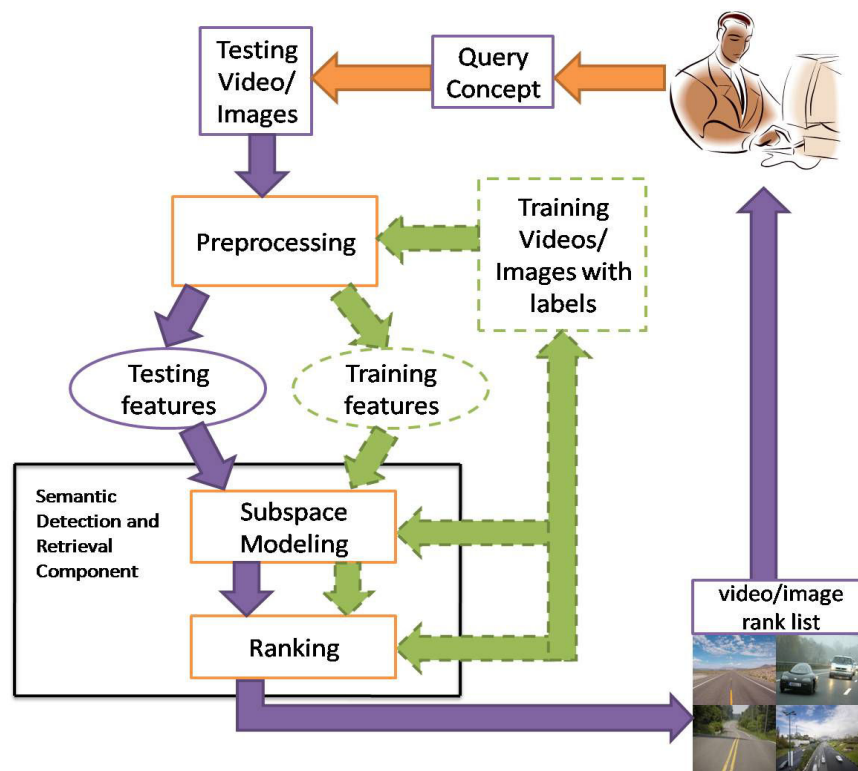 Testing
Video/
Images
Query
Concept
Preprocessing
Training
Videos/
Images with
labels
Testing
features
Training
features
Semantic
Detection and
Retrieval
Component
Subspace
Modeling
Ranking
video/image
rank list